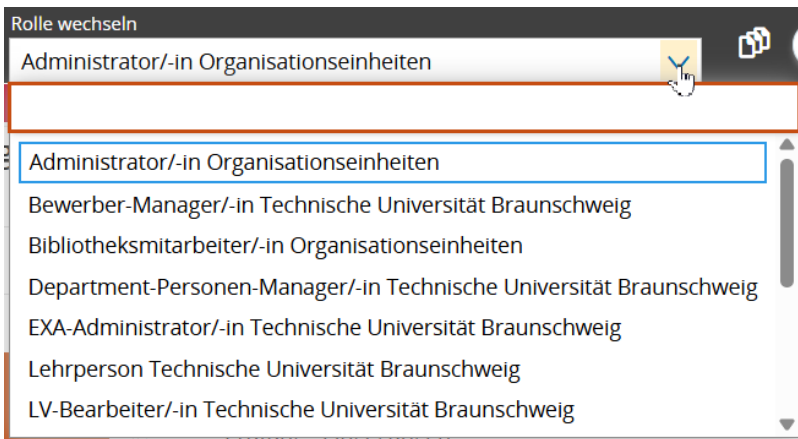 Rolle wechseln
Administrator/-in Organisationseinheiten
Administrator/-in Organisationseinheiten
Bewerber-Manager/-in Technische Universität Braunschweig
Bibliotheksmitarbeiter/-in Organisationseinheiten
Department-Personen-Manager/-in Technische Universität Braunschweig
EXA-Administrator/-in Technische Universität Braunschweig
Lehrperson Technische Universität Braunschweig
LV-Bearbeiter/-in Technische Universität Braunschweig